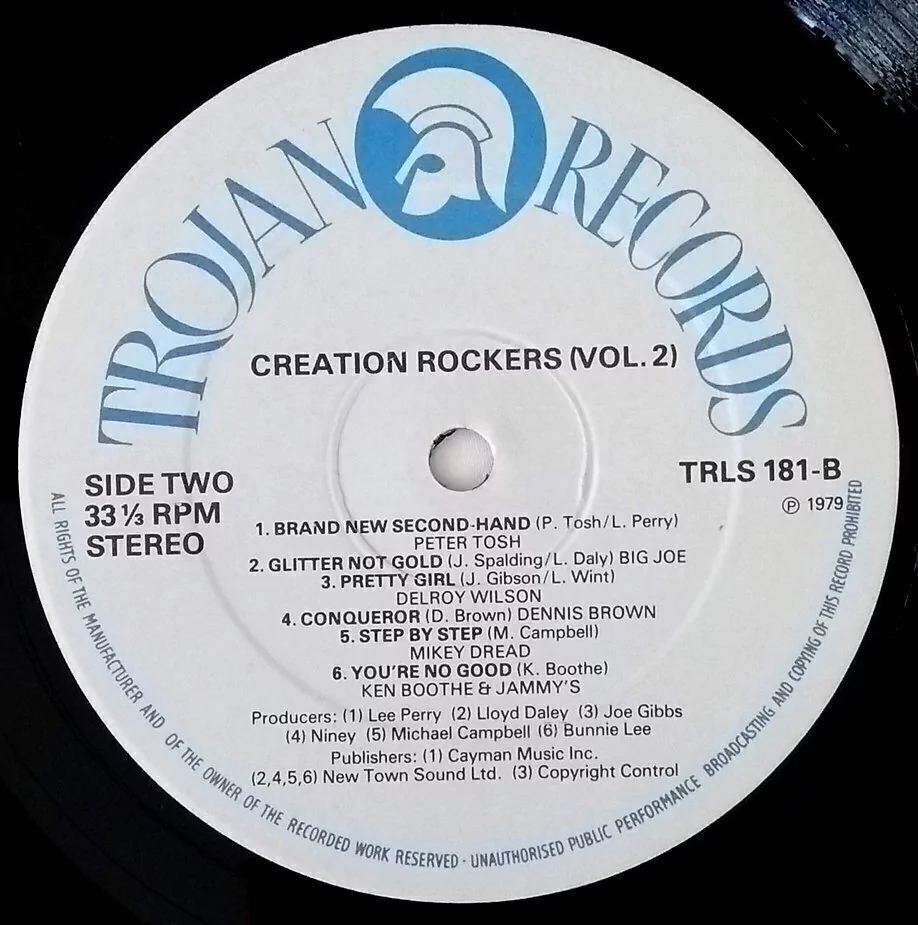 TROJAN RECORDS
CREATION ROCKERS (VOL. 2)
SIDE TWO
33⅓ RPM
STEREO
TRLS 181-B
℗ 1979
1. BRAND NEW SECOND-HAND (P. Tosh/L. Perry)
PETER TOSH
2. GLITTER NOT GOLD (J. Spalding/L. Daly) BIG JOE
3. PRETTY GIRL (J. Gibson/L. Wint)
DELROY WILSON
4. CONQUEROR (D. Brown) DENNIS BROWN
5. STEP BY STEP (M. Campbell)
MIKEY DREAD
6. YOU'RE NO GOOD (K. Boothe)
KEN BOOTHE & JAMMY'S
Producers: (1) Lee Perry (2) Lloyd Daley (3) Joe Gibbs
(4) Niney (5) Michael Campbell (6) Bunnie Lee
Publishers: (1) Cayman Music Inc.
(2,4,5,6) New Town Sound Ltd. (3) Copyright Control
ALL RIGHTS OF THE MANUFACTURER AND OF THE OWNER OF THE RECORDED WORK RESERVED · UNAUTHORISED PUBLIC PERFORMANCE BROADCASTING AND COPYING OF THIS RECORD PROHIBITED